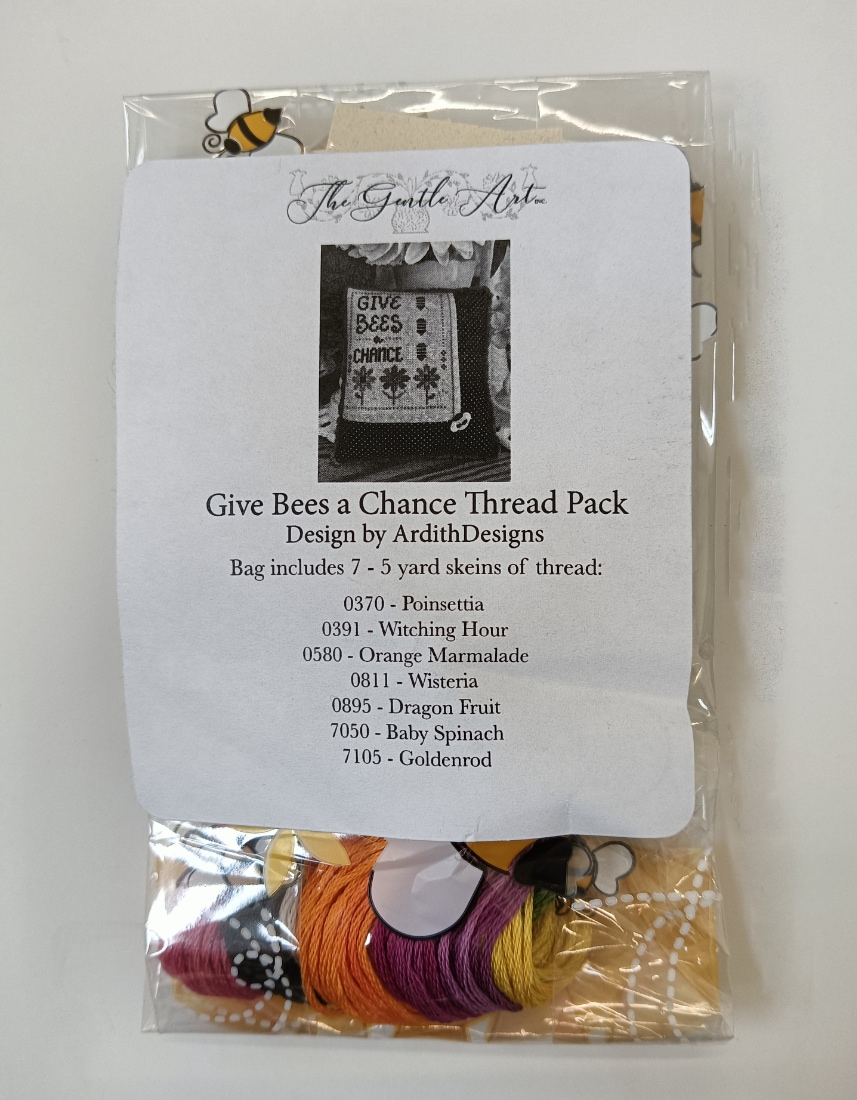 The Gentle Art INC.
GIVE
BEES
a
CHANCE
Give Bees a Chance Thread Pack
Design by ArdithDesigns
Bag includes 7 - 5 yard skeins of thread:
0370 - Poinsettia
0391 - Witching Hour
0580 - Orange Marmalade
0811 - Wisteria
0895 - Dragon Fruit
7050 - Baby Spinach
7105 - Goldenrod